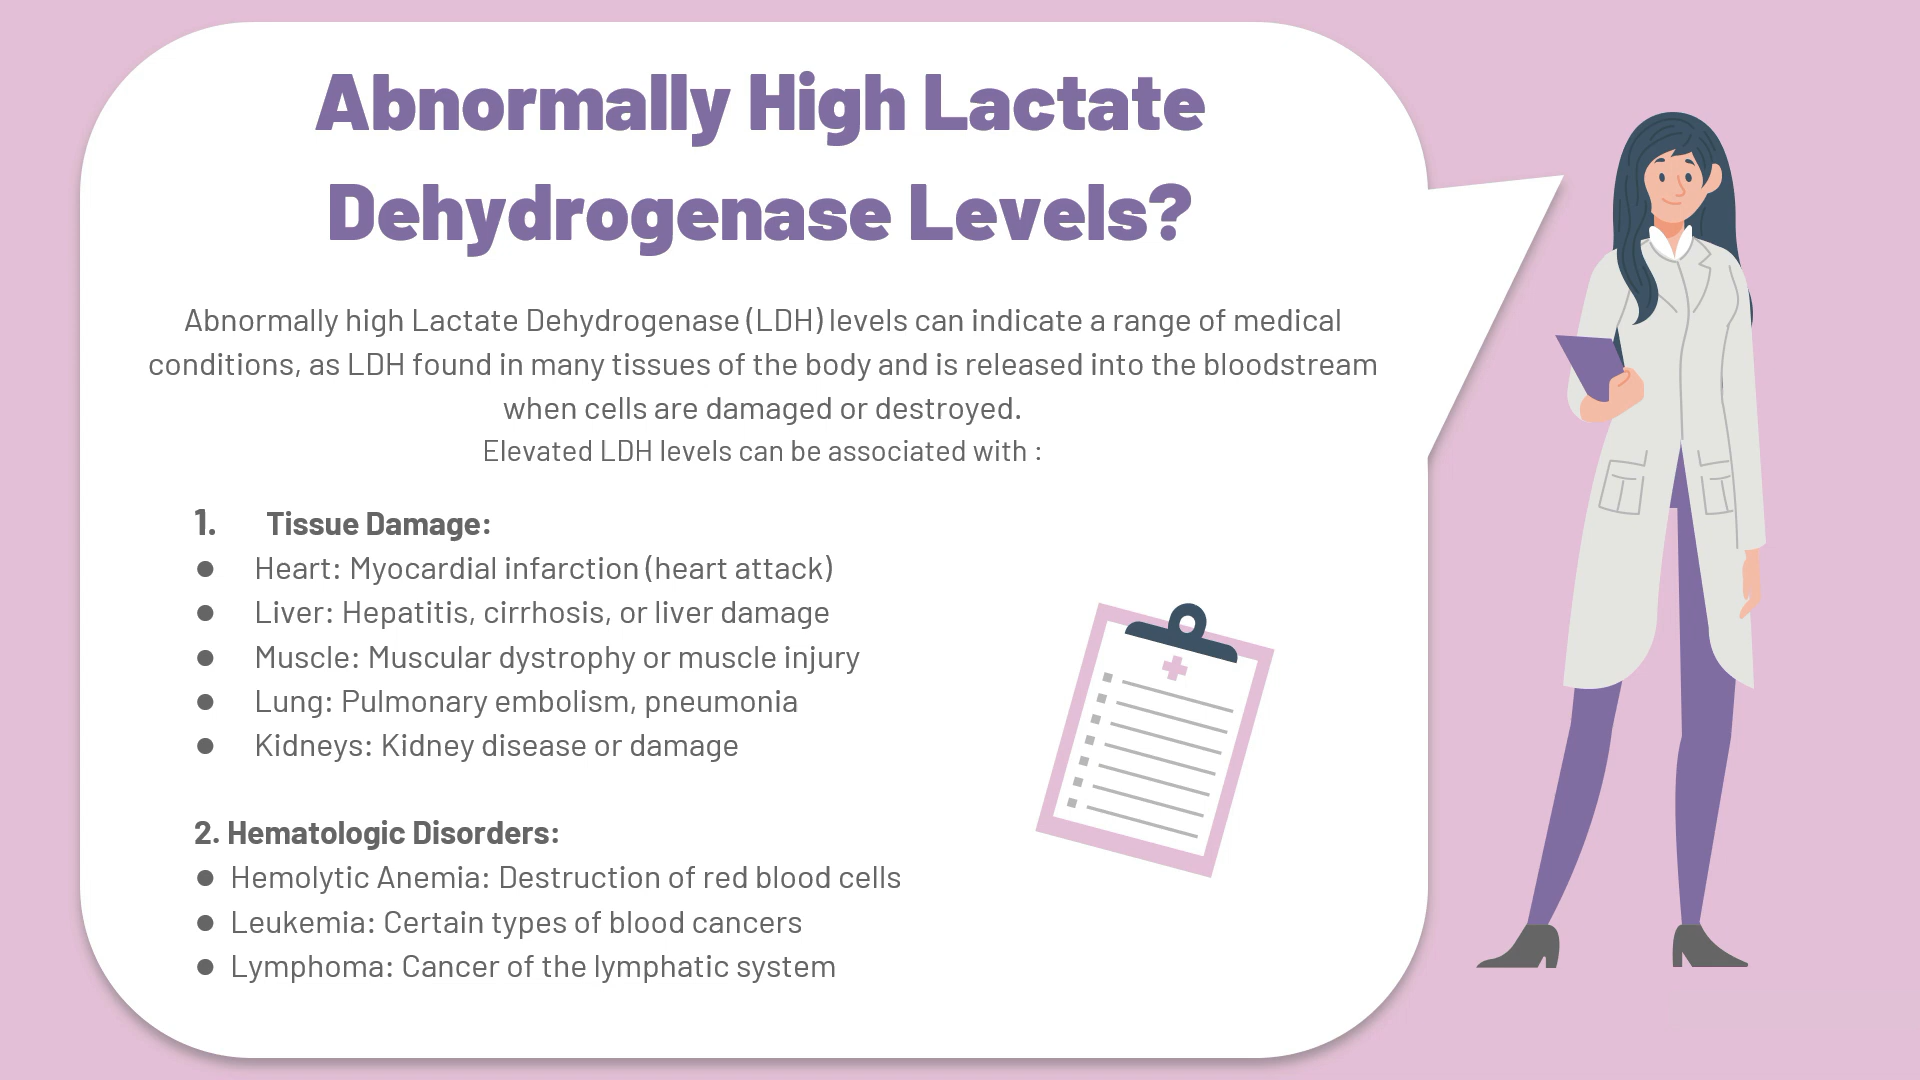 Abnormally High Lactate
Dehydrogenase Levels?
Abnormally high Lactate Dehydrogenase (LDH) levels can indicate a range of medical
conditions, as LDH found in many tissues of the body and is released into the bloodstream
when cells are damaged or destroyed.
Elevated LDH levels can be associated with :
1. Tissue Damage:
● Heart: Myocardial infarction (heart attack)
● Liver: Hepatitis, cirrhosis, or liver damage
● Muscle: Muscular dystrophy or muscle injury
● Lung: Pulmonary embolism, pneumonia
● Kidneys: Kidney disease or damage
2. Hematologic Disorders:
● Hemolytic Anemia: Destruction of red blood cells
● Leukemia: Certain types of blood cancers
● Lymphoma: Cancer of the lymphatic system